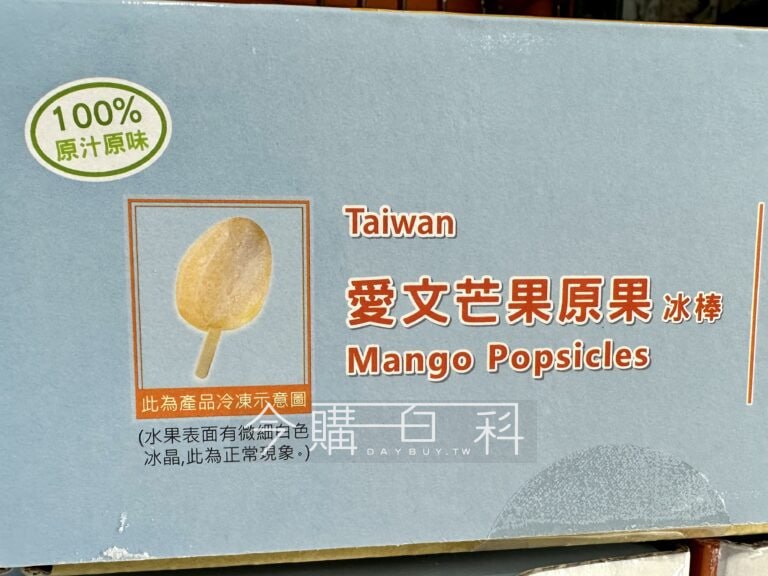 100%
原汁原味
Taiwan
愛文芒果原果 冰棒
Mango Popsicles
此為產品冷凍示意圖
(水果表面有微細白色
冰晶,此為正常現象。)
今購百科
DAYBUY.TW